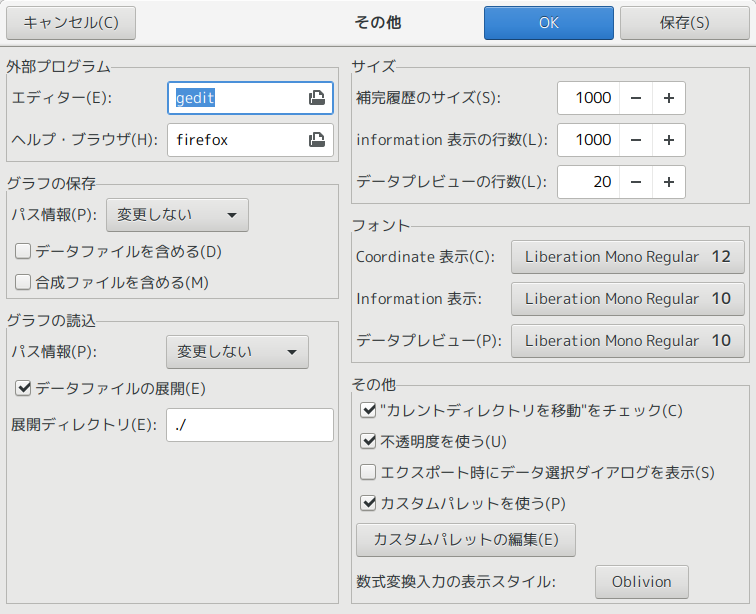 キャンセル(C)
その他
OK
保存(S)
外部プログラム
エディター(E):
gedit
ヘルプ・ブラウザ(H):
firefox
グラフの保存
パス情報(P):
変更しない
データファイルを含める(D)
合成ファイルを含める(M)
グラフの読込
パス情報(P):
変更しない
データファイルの展開(E)
展開ディレクトリ(E):
./
サイズ
補完履歴のサイズ(S):
1000
information 表示の行数(L):
1000
データプレビューの行数(L):
20
フォント
Coordinate 表示(C):
Liberation Mono Regular 12
Information 表示:
Liberation Mono Regular 10
データプレビュー(P):
Liberation Mono Regular 10
その他
"カレントディレクトリを移動"をチェック(C)
不透明度を使う(U)
エクスポート時にデータ選択ダイアログを表示(S)
カスタムパレットを使う(P)
カスタムパレットの編集(E)
数式変換入力の表示スタイル:
Oblivion